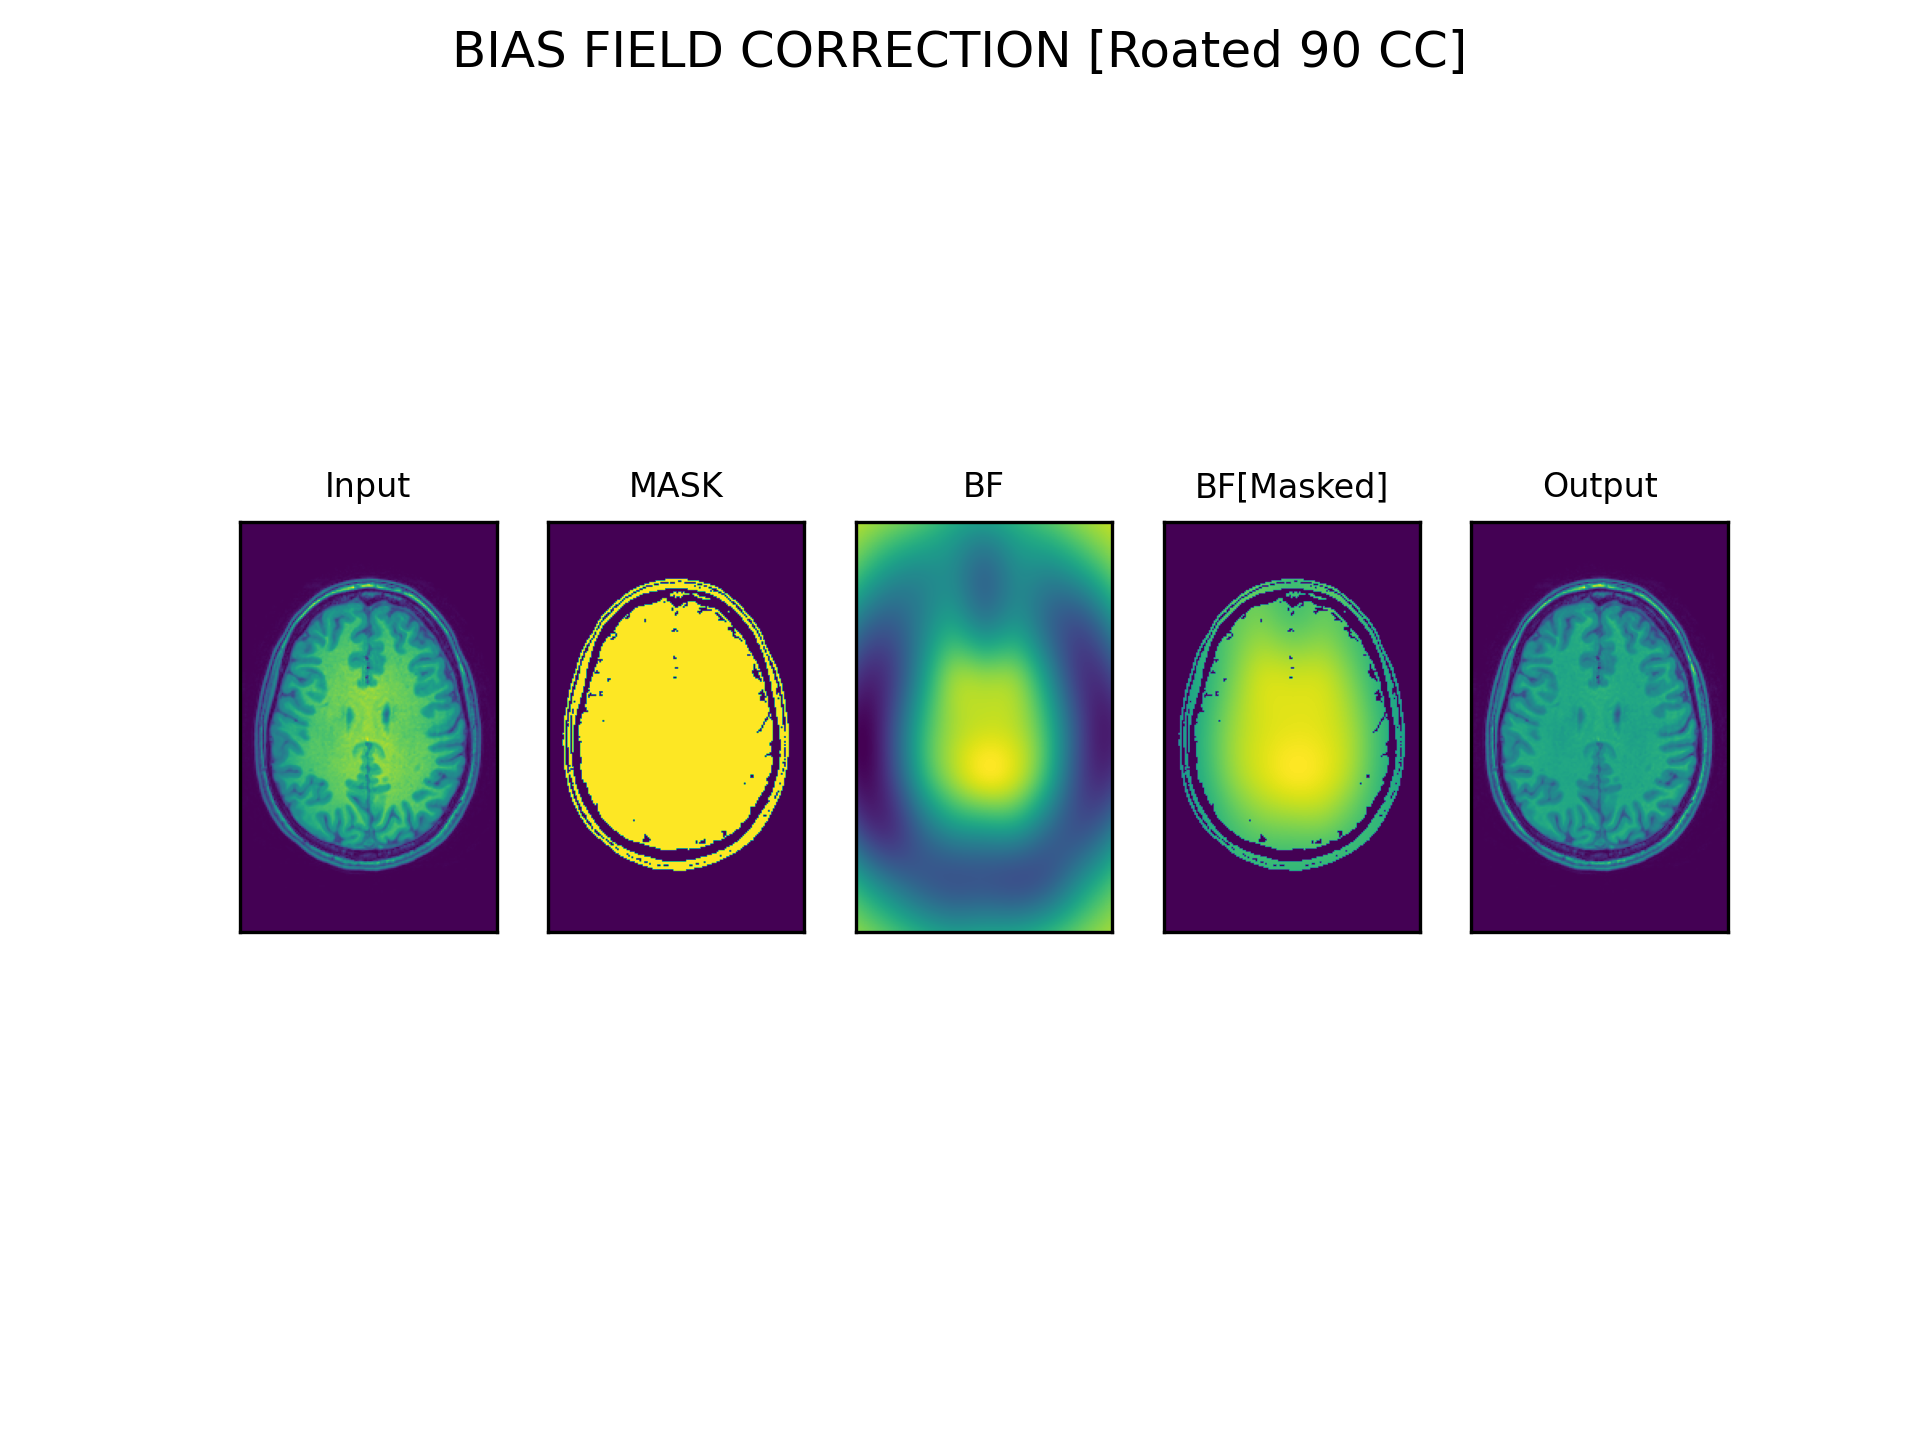 BIAS FIELD CORRECTION [Roated 90 CC]
Input
MASK
BF
BF[Masked]
Output